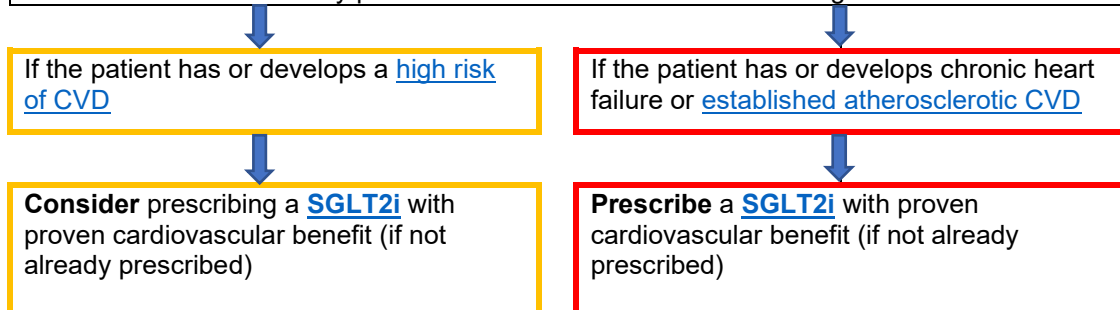 If the patient has or develops a high risk
of CVD
If the patient has or develops chronic heart
failure or established atherosclerotic CVD
Consider prescribing a SGLT2i with
proven cardiovascular benefit (if not
already prescribed)
Prescribe a SGLT2i with proven
cardiovascular benefit (if not already
prescribed)